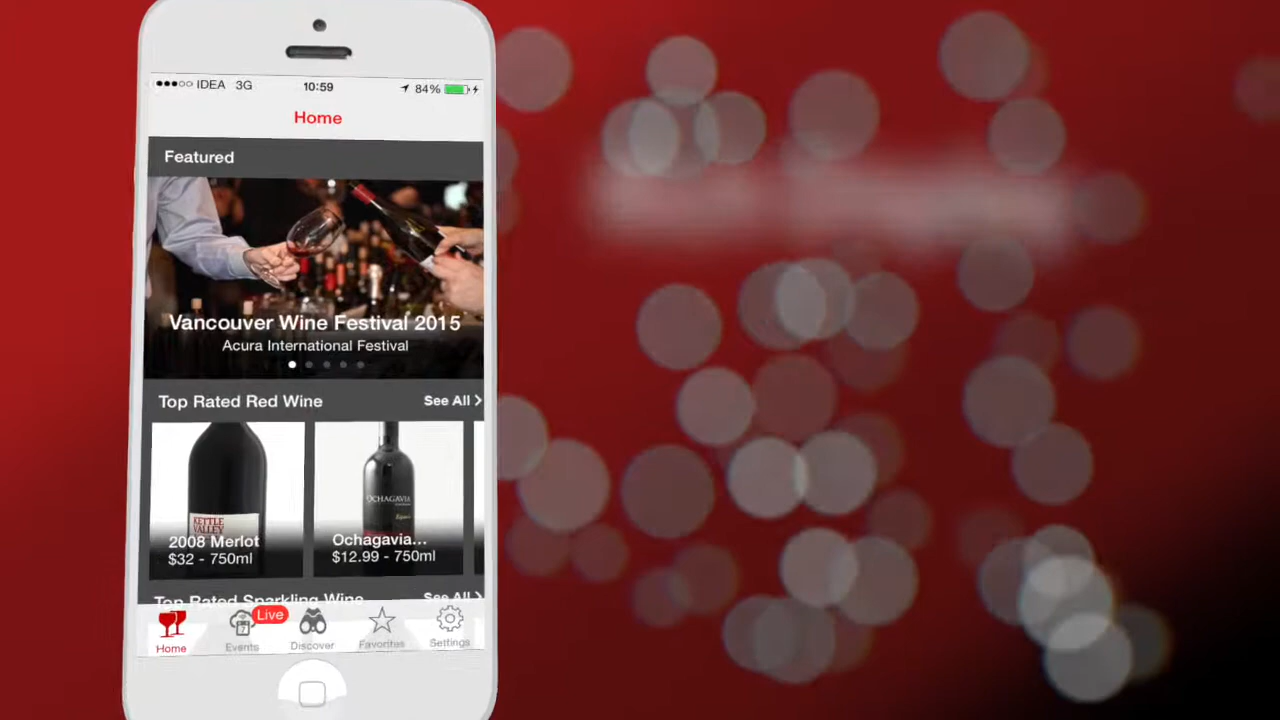 IDEA 3G 10:59 84%
Home
Featured
Vancouver Wine Festival 2015
Acura International Festival
Top Rated Red Wine See All
KETTLE
VALLEY
2008 Merlot
$32 - 750ml
OCHAGAVIA
Ochagavia...
$12.99 - 750ml
Top Rated Sparkling Wine See All
Live
7
Home Events Discover Favorites Settings